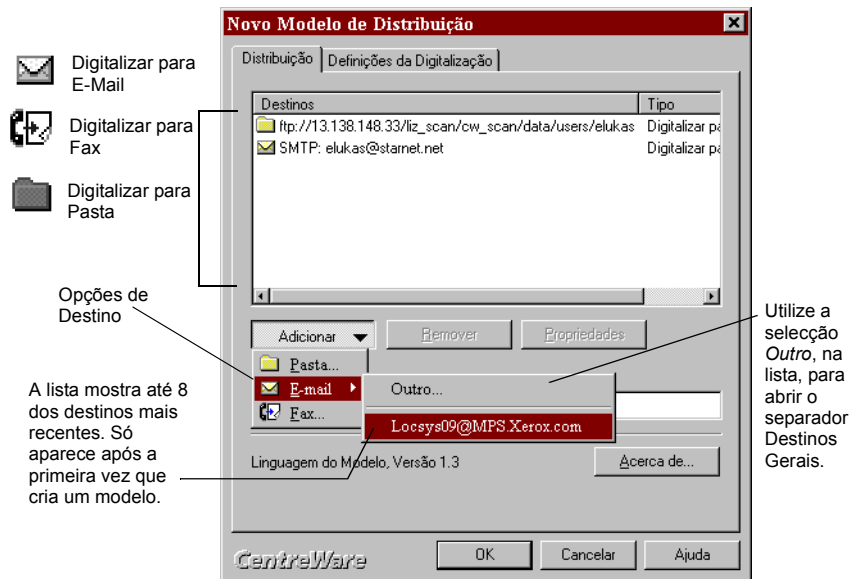 Novo Modelo de Distribuição
Distribuição
Definições da Digitalização
Digitalizar para
E-Mail
Digitalizar para
Fax
Digitalizar para
Pasta
Destinos
Tipo
ftp://13.138.148.33/liz_scan/cw_scan/data/users/elukas
Digitalizar pa
SMTP: elukas@starnet.net
Digitalizar pa
Opções de
Destino
Adicionar
Remover
Propriedades
Pasta...
E-mail
Fax...
Outro...
Locsys09@MPS.Xerox.com
A lista mostra até 8
dos destinos mais
recentes. Só
aparece após a
primeira vez que
cria um modelo.
Utilize a
selecção
Outro, na
lista, para
abrir o
separador
Destinos
Gerais.
Linguagem do Modelo, Versão 1.3
Acerca de...
CentreWare
OK
Cancelar
Ajuda